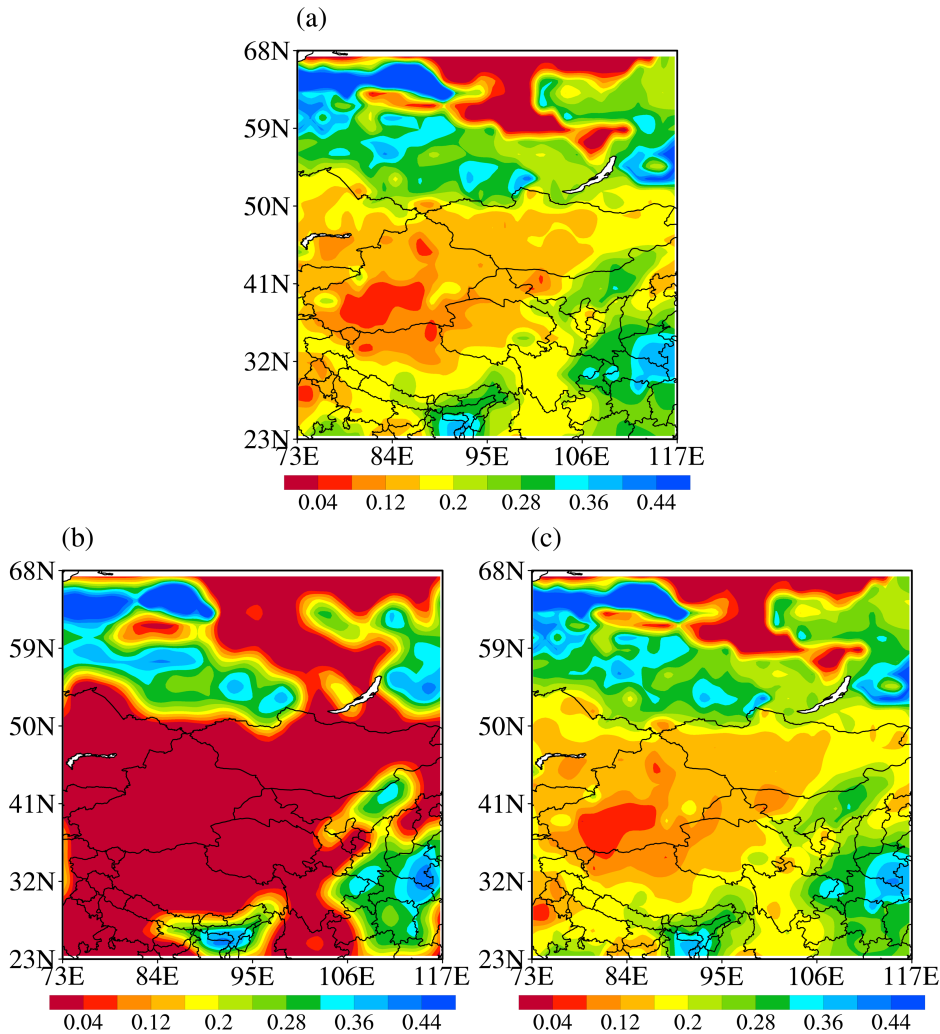 (a)
68N
59N
50N
41N
32N
23N
73E 84E 95E 106E 117E
0.04 0.12 0.2 0.28 0.36 0.44
(b) (c)
68N 68N
59N 59N
50N 50N
41N 41N
32N 32N
23N 23N
73E 84E 95E 106E 117E 73E 84E 95E 106E 117E
0.04 0.12 0.2 0.28 0.36 0.44 0.04 0.12 0.2 0.28 0.36 0.44